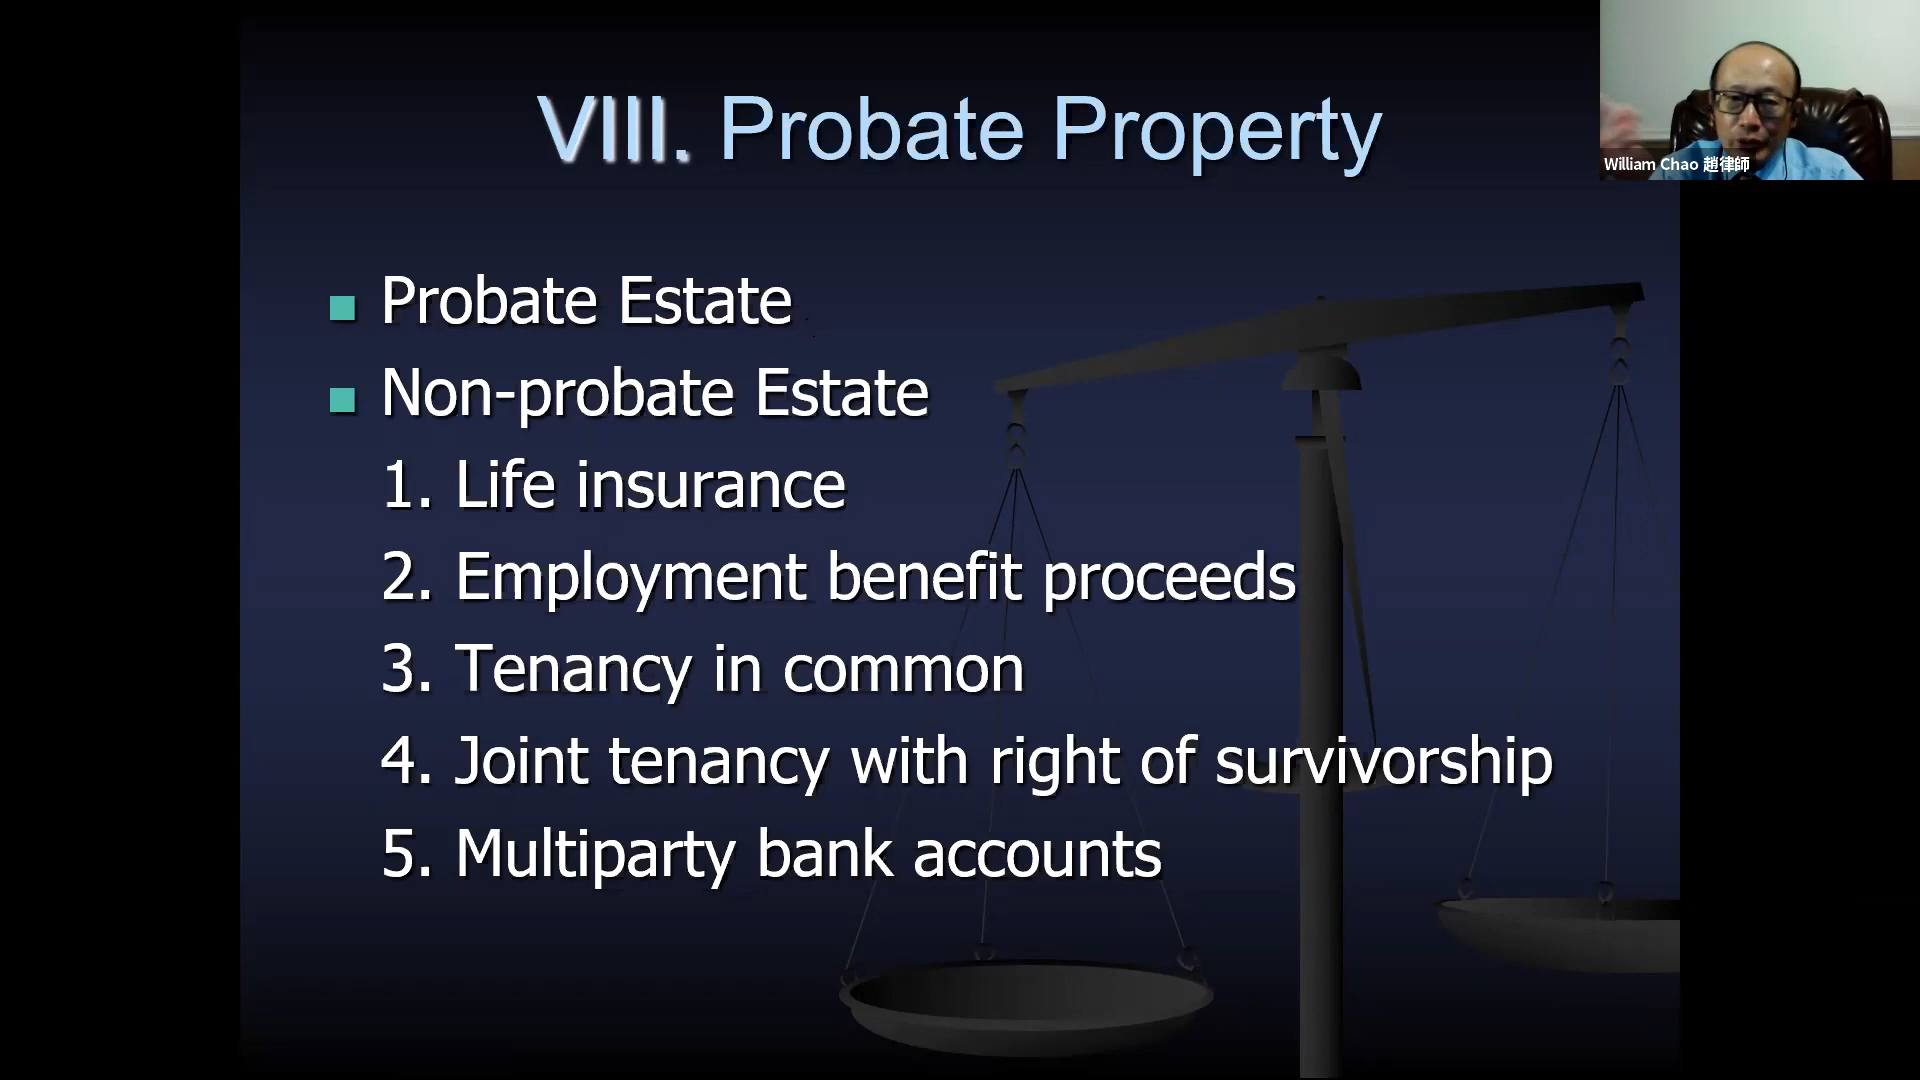 VIII. Probate Property
William Chao 趙律師
Probate Estate
Non-probate Estate
1. Life insurance
2. Employment benefit proceeds
3. Tenancy in common
4. Joint tenancy with right of survivorship
5. Multiparty bank accounts